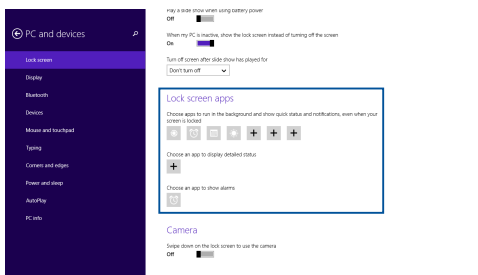 Play a slide show when using battery power
Off
When my PC is inactive, show the lock screen instead of turning off the screen
On
Turn off screen after slide show has played for
Don't turn off
PC and devices
Lock screen
Display
Bluetooth
Devices
Mouse and touchpad
Typing
Corners and edges
Power and sleep
AutoPlay
PC info
Lock screen apps
Choose apps to run in the background and show quick status and notifications, even when your
screen is locked
Choose an app to display detailed status
Choose an app to show alarms
Camera
Swipe down on the lock screen to use the camera
Off